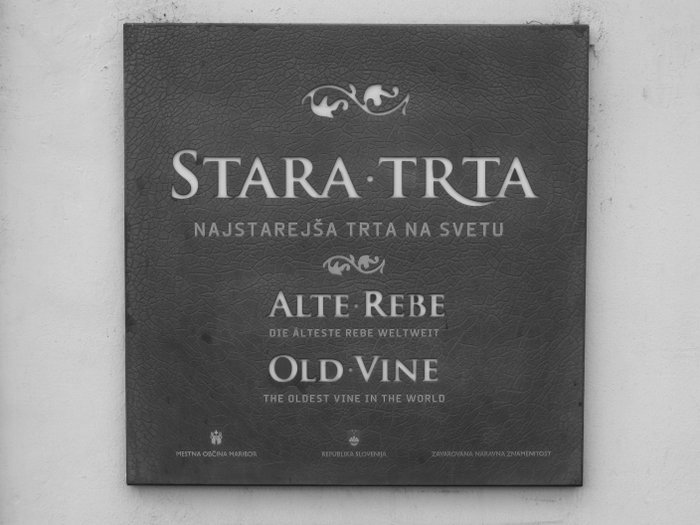 STARA · TRTA
NAJSTAREJŠA TRTA NA SVETU
ALTE · REBE
DIE ÄLTESTE REBE WELTWEIT
OLD · VINE
THE OLDEST VINE IN THE WORLD
MESTNA OBČINA MARIBOR REPUBLIKA SLOVENIJA ZAVAROVANA NARAVNA ZNAMENITOST